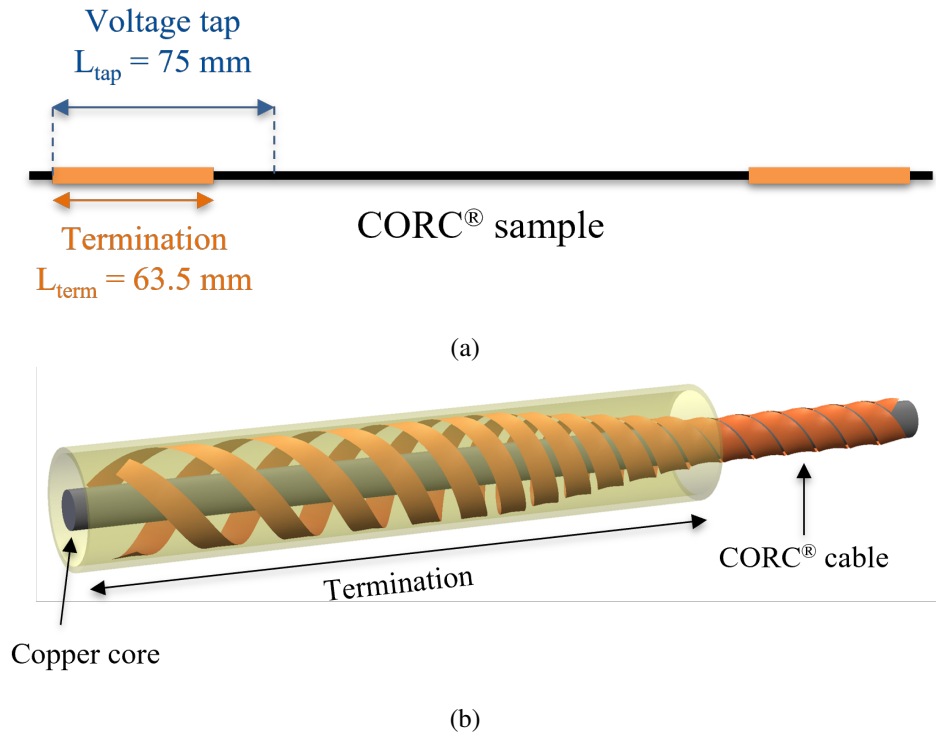 Voltage tap
L_tap = 75 mm
CORC® sample
Termination
L_term = 63.5 mm
(a)
Termination
CORC® cable
Copper core
(b)